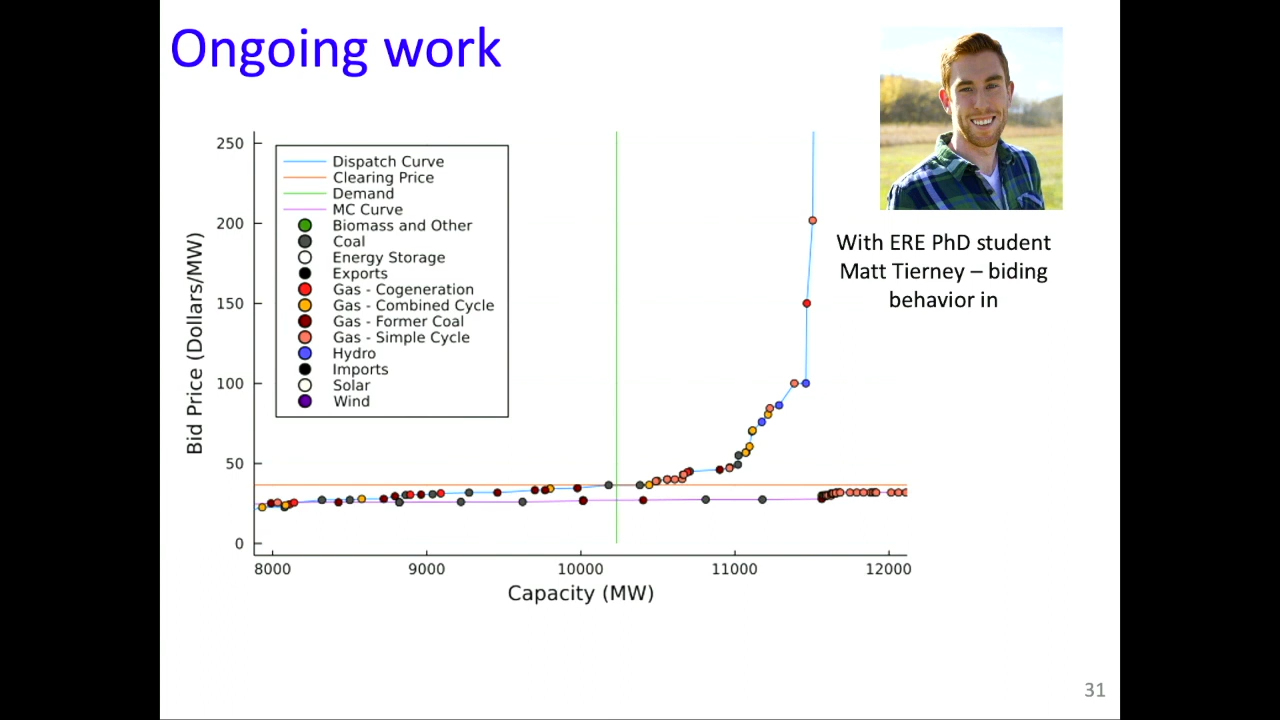 Ongoing work
250
200
150
100
50
0
Bid Price (Dollars/MW)
Dispatch Curve
Clearing Price
Demand
MC Curve
Biomass and Other
Coal
Energy Storage
Exports
Gas - Cogeneration
Gas - Combined Cycle
Gas - Former Coal
Gas - Simple Cycle
Hydro
Imports
Solar
Wind
8000 9000 10000 11000 12000
Capacity (MW)
With ERE PhD student
Matt Tierney – biding
behavior in
31